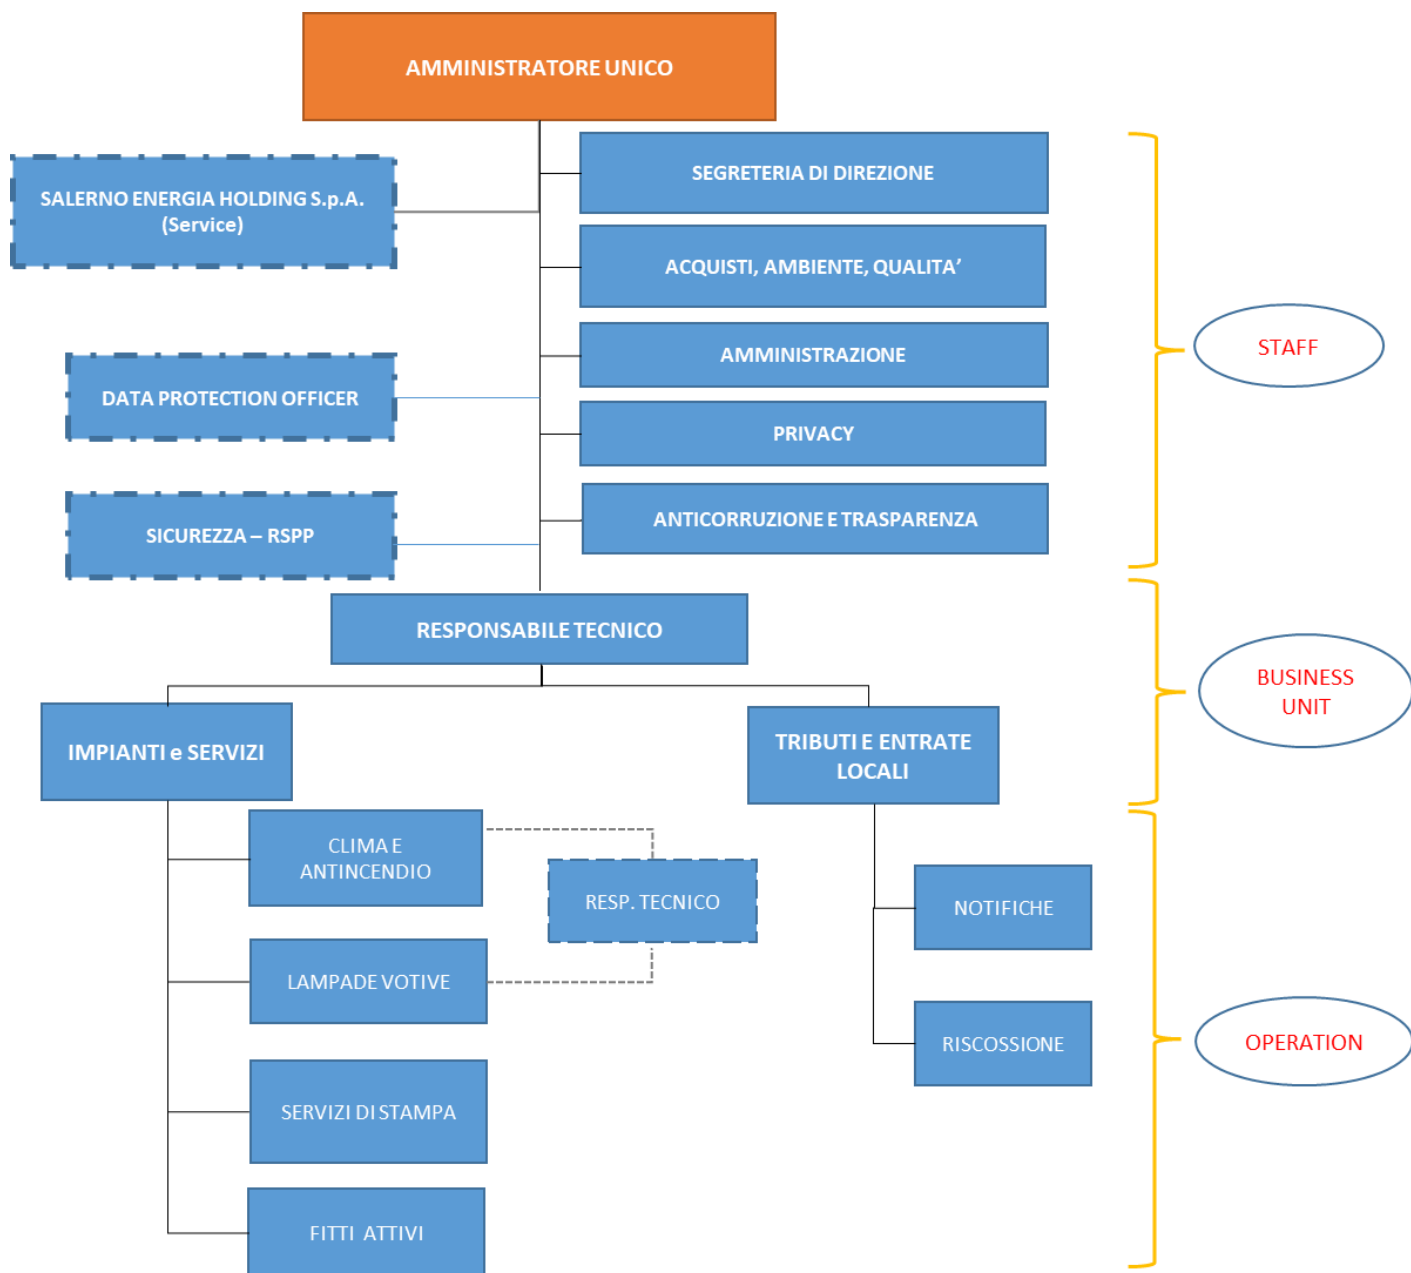 AMMINISTRATORE UNICO
SEGRETERIA DI DIREZIONE
SALERNO ENERGIA HOLDING S.p.A.
(Service)
ACQUISTI, AMBIENTE, QUALITA’
AMMINISTRAZIONE
STAFF
DATA PROTECTION OFFICER
PRIVACY
ANTICORRUZIONE E TRASPARENZA
SICUREZZA – RSPP
RESPONSABILE TECNICO
BUSINESS
UNIT
IMPIANTI e SERVIZI
TRIBUTI E ENTRATE
LOCALI
CLIMA E
ANTINCENDIO
RESP. TECNICO
NOTIFICHE
LAMPADE VOTIVE
RISCOSSIONE
OPERATION
SERVIZI DI STAMPA
FITTI ATTIVI